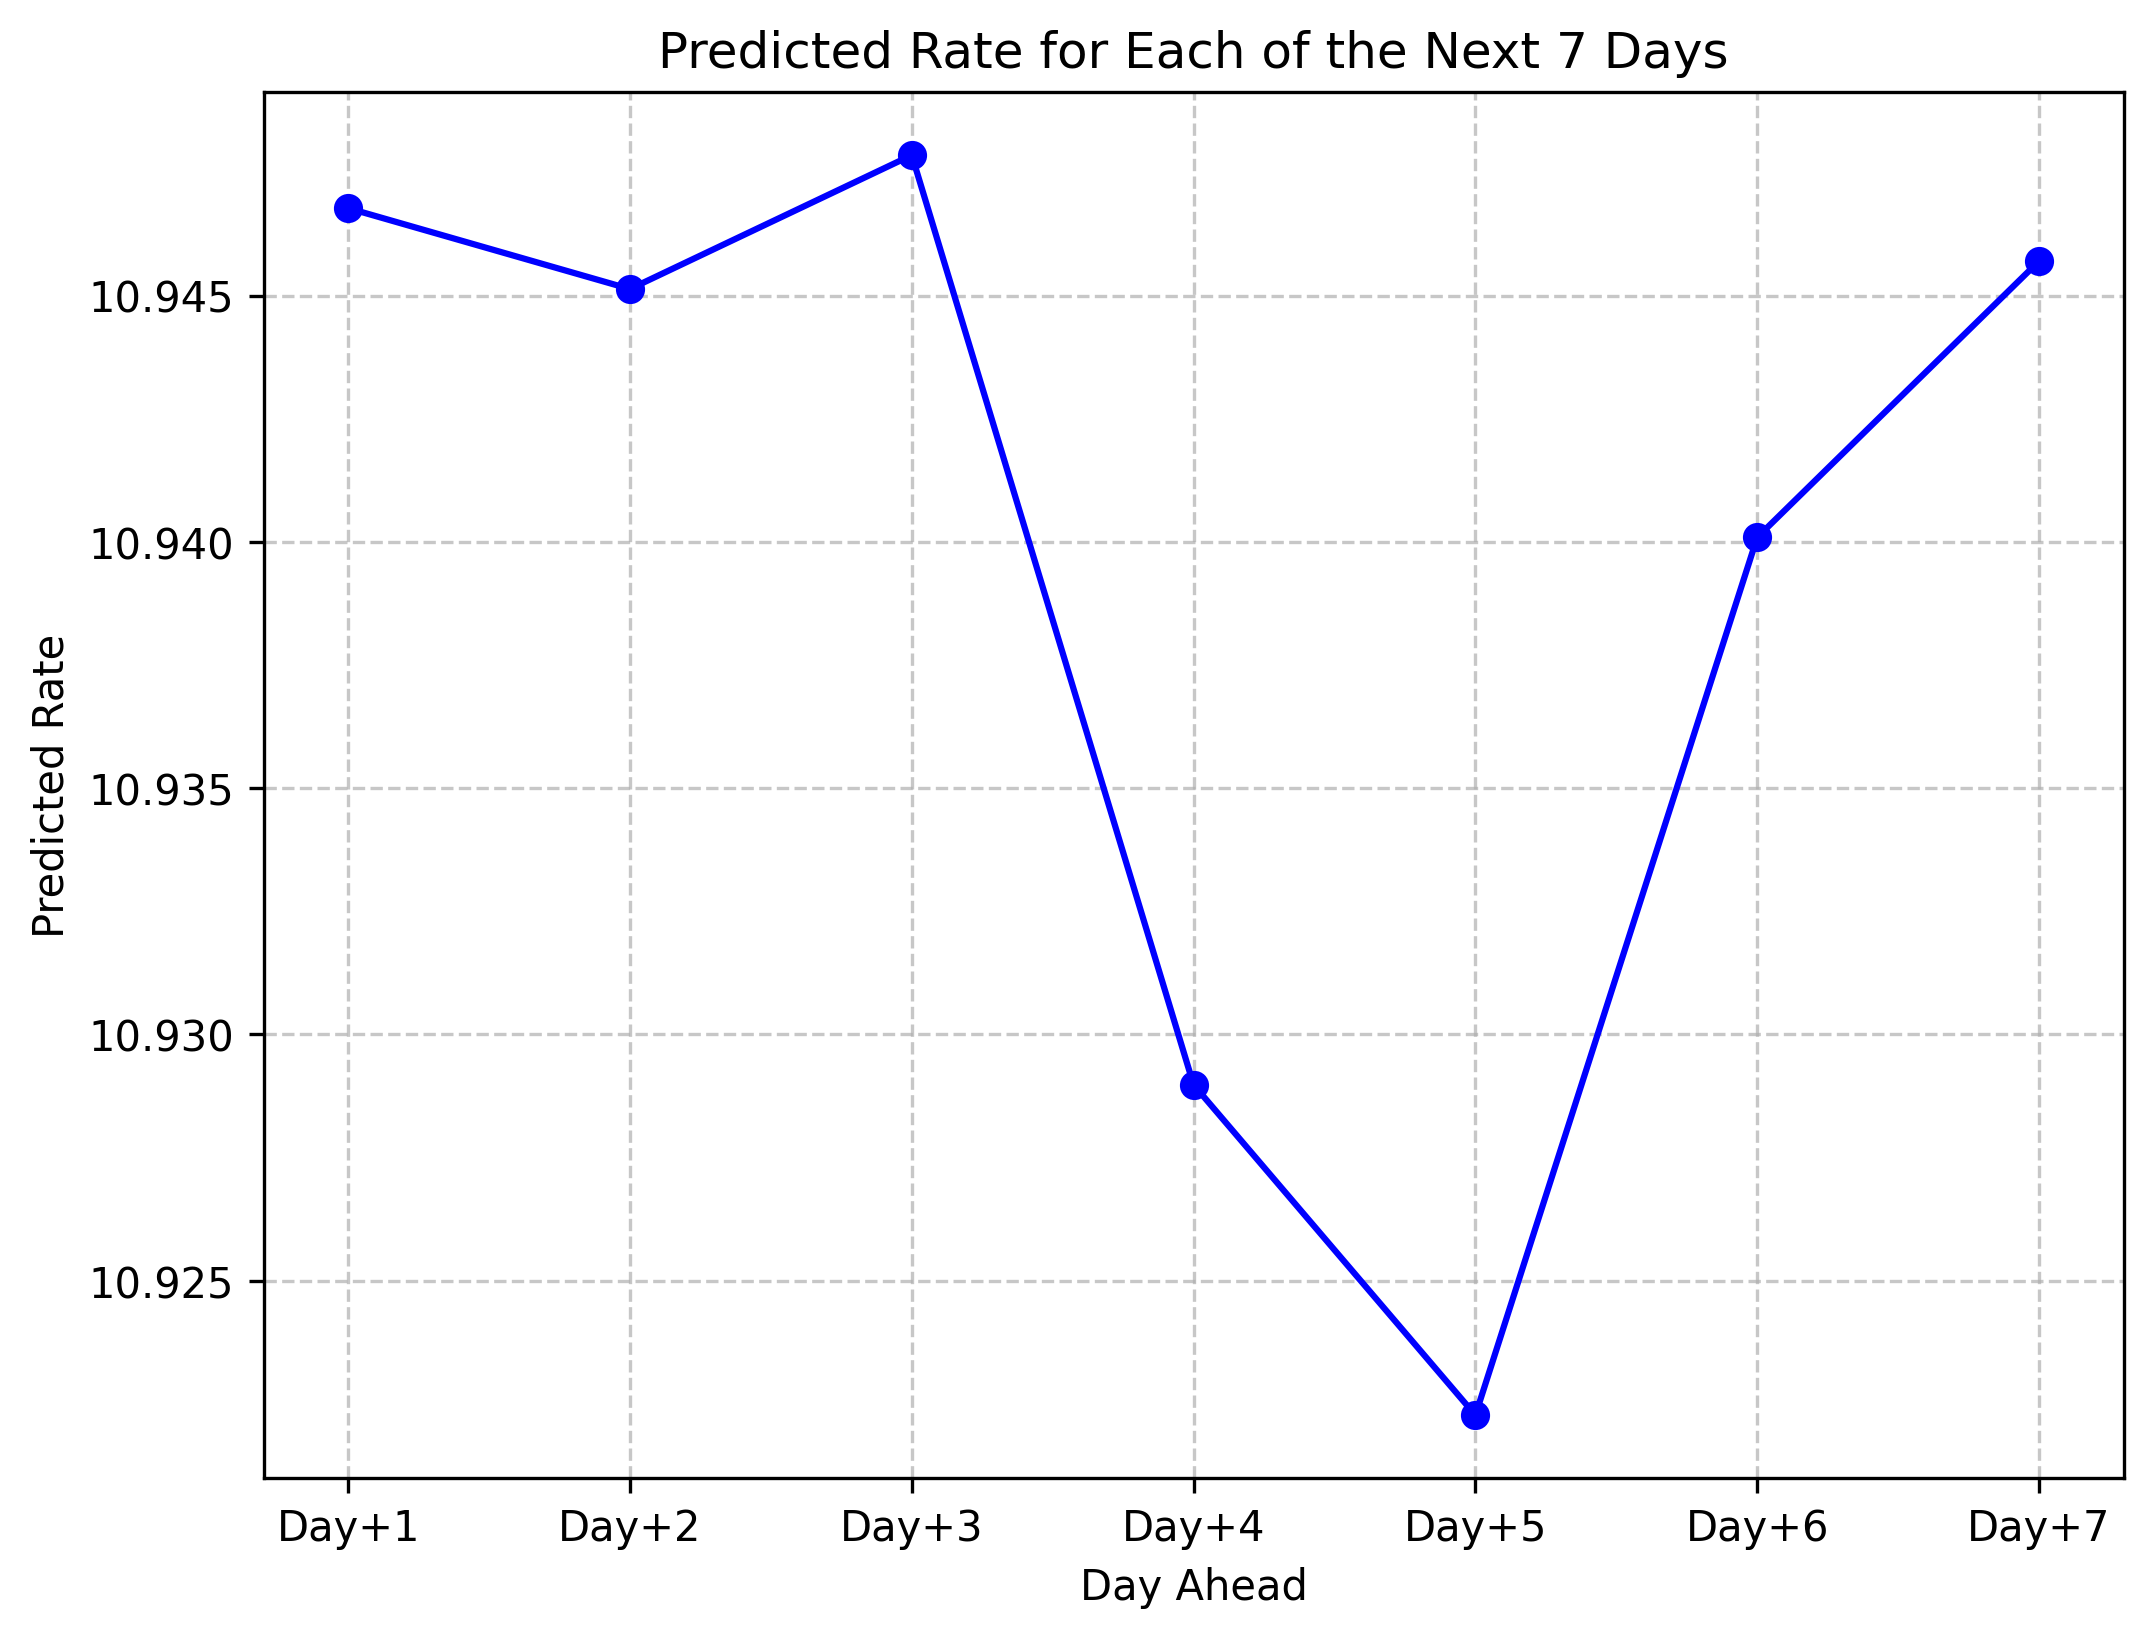 Predicted Rate for Each of the Next 7 Days
10.945
10.940
10.935
10.930
10.925
Predicted Rate
Day+1 Day+2 Day+3 Day+4 Day+5 Day+6 Day+7
Day Ahead